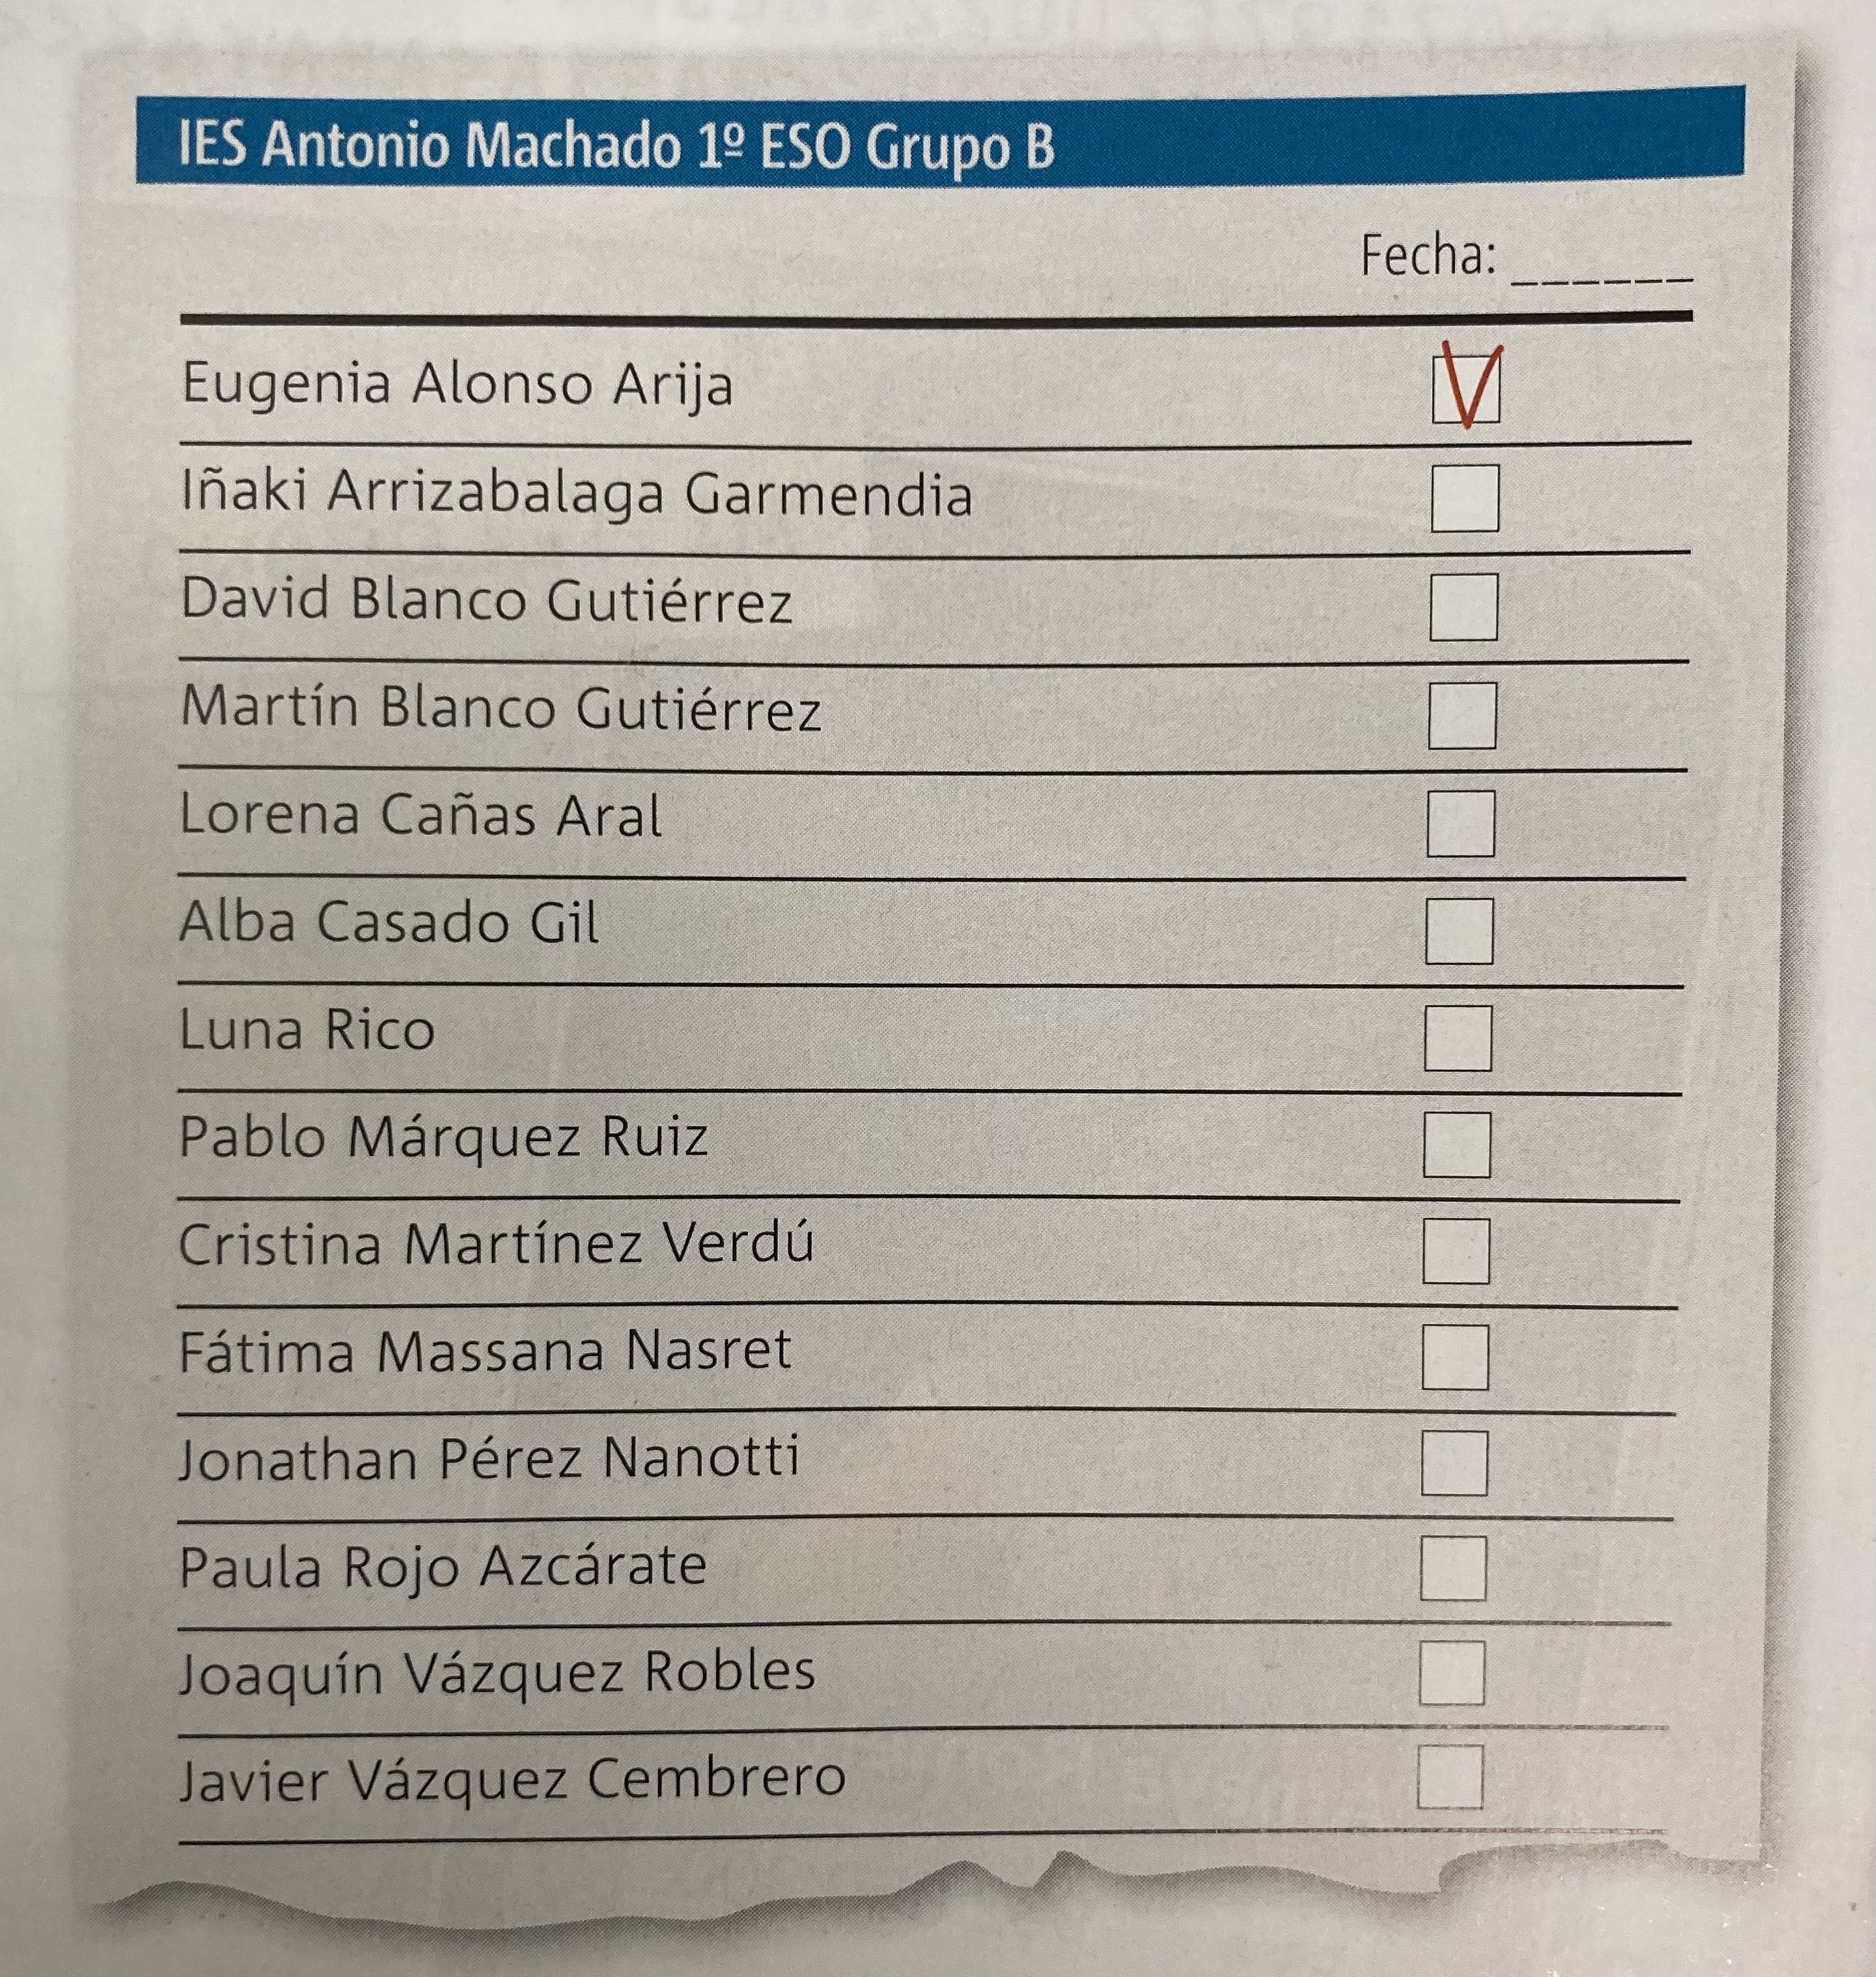 IES Antonio Machado 1º ESO Grupo B
Fecha: ______
Eugenia Alonso Arija
Iñaki Arrizabalaga Garmendia
David Blanco Gutiérrez
Martín Blanco Gutiérrez
Lorena Cañas Aral
Alba Casado Gil
Luna Rico
Pablo Márquez Ruiz
Cristina Martínez Verdú
Fátima Massana Nasret
Jonathan Pérez Nanotti
Paula Rojo Azcárate
Joaquín Vázquez Robles
Javier Vázquez Cembrero